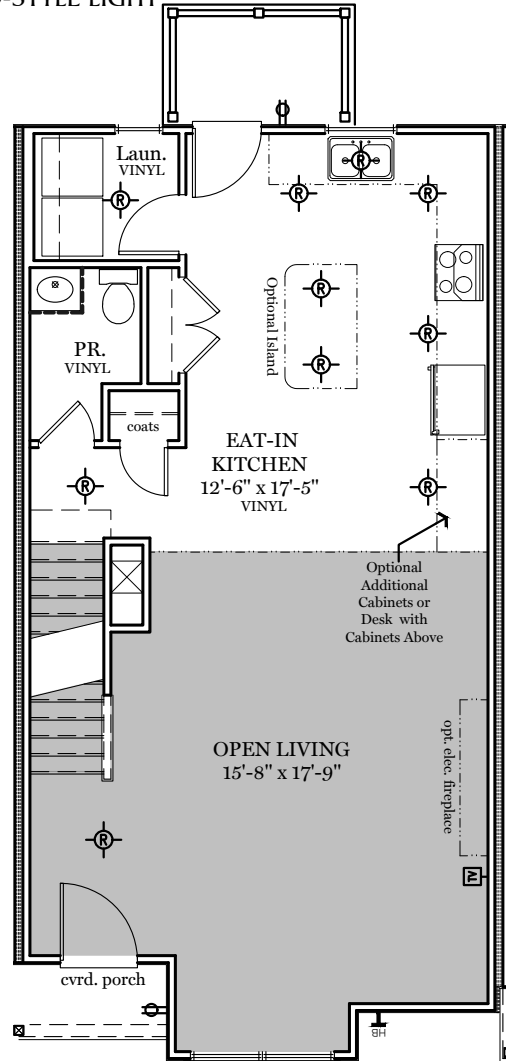 -STYLE LIGHT
Laun.
VINYL
R
R
R
R
R
Optional Island
R
R
PR.
VINYL
coats
EAT-IN
KITCHEN
12'-6" x 17'-5"
VINYL
R
R
Optional
Additional
Cabinets or
Desk with
Cabinets Above
OPEN LIVING
15'-8" x 17'-9"
opt. elec. fireplace
R
TV
cvrd. porch
HB